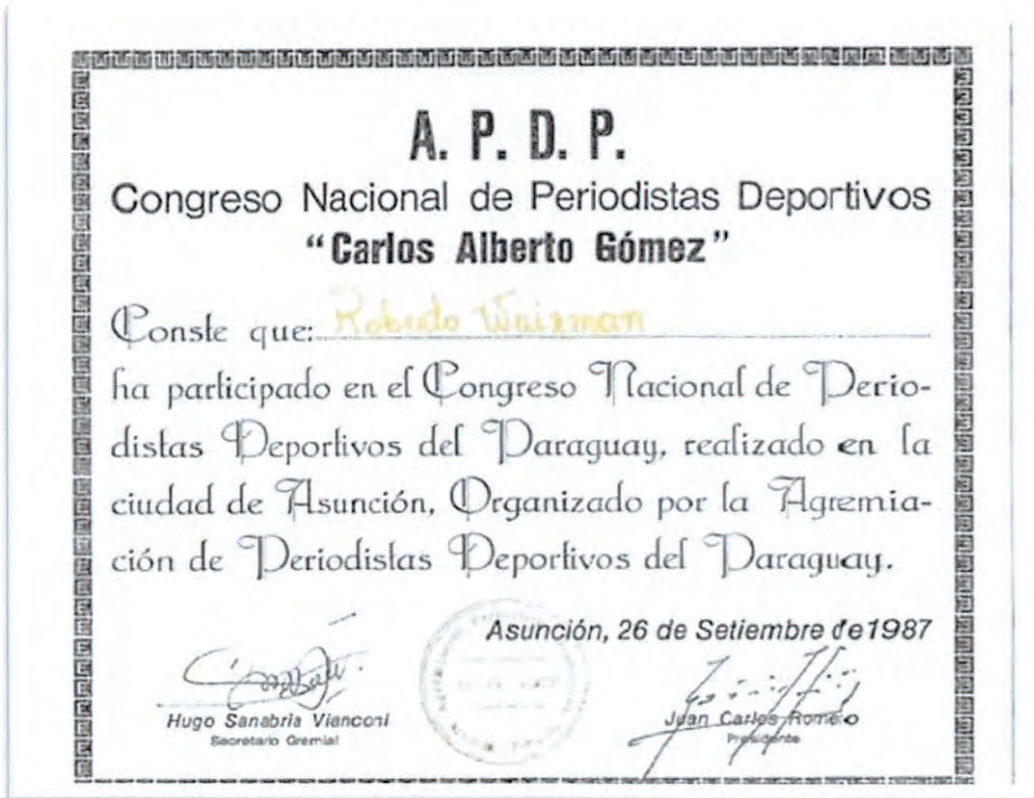 A. P. D. P.
Congreso Nacional de Periodistas Deportivos
"Carlos Alberto Gómez"
Conste que: Roberto Waizman
ha participado en el Congreso Nacional de Perio-
distas Deportivos del Paraguay, realizado en la
ciudad de Asunción, Organizado por la Agremia-
ción de Periodistas Deportivos del Paraguay.
Asunción, 26 de Setiembre de 1987
Hugo Sanabria Vianconi
Secretario Gremial
Juan Carlos Romero
Presidente